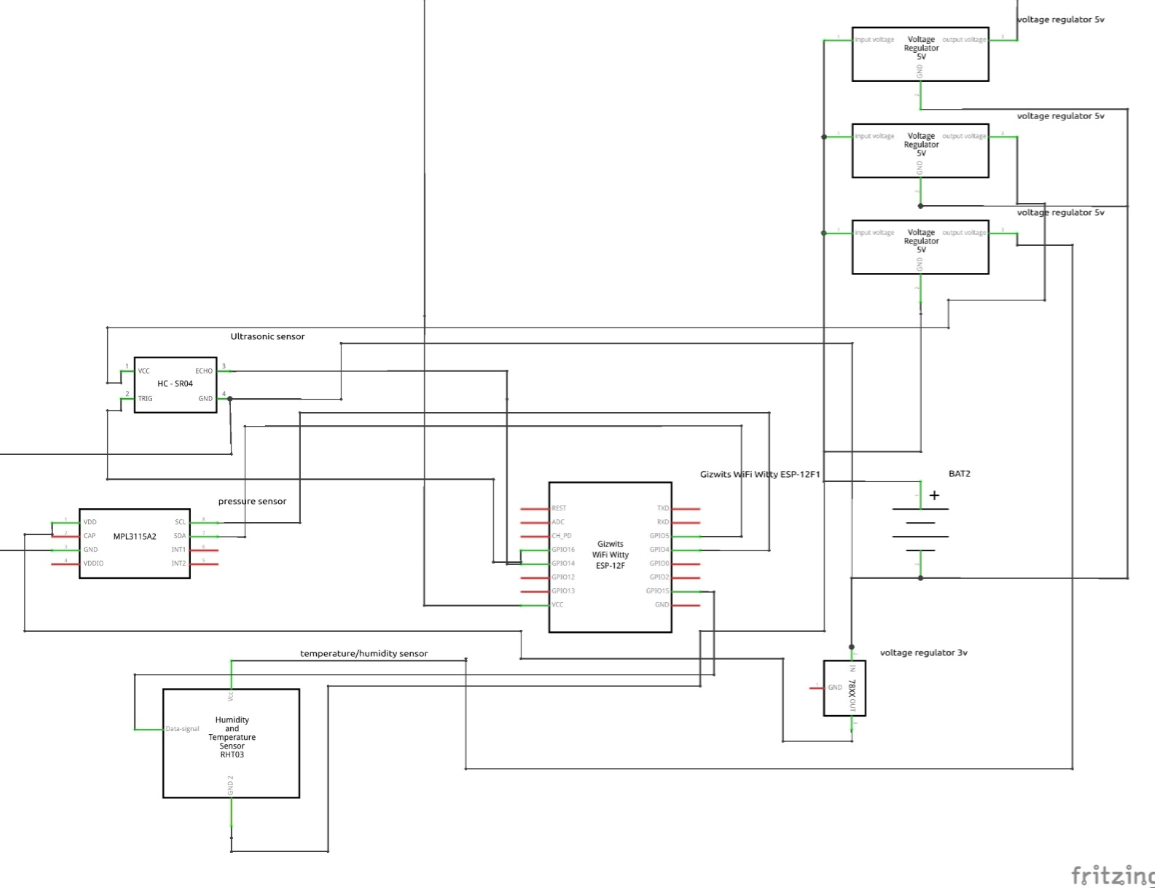 voltage regulator 5v
input voltage
Voltage
Regulator
5V
output voltage
GND
voltage regulator 5v
input voltage
Voltage
Regulator
5V
output voltage
GND
voltage regulator 5v
input voltage
Voltage
Regulator
5V
output voltage
GND
Ultrasonic sensor
1 VCC ECHO 3
HC - SR04
2 TRIG GND 4
Gizwits WiFi Witty ESP-12F1
BAT2
+
pressure sensor
VDD SCL
CAP MPL3115A2 SDA
GND INT1
VDDIO INT2
REST TXD
ADC RXD
CH_PD GPIO5
GPIO16 GPIO4
GPIO14 GPIO0
GPIO12 GPIO2
GPIO13 GPIO15
VCC GND
Gizwits
WiFi Witty
ESP-12F
temperature/humidity sensor
voltage regulator 3v
IN
GND
78XX
OUT
Vcc
Data-signal
Humidity
and
Temperature
Sensor
RHT03
GND 2
fritzing